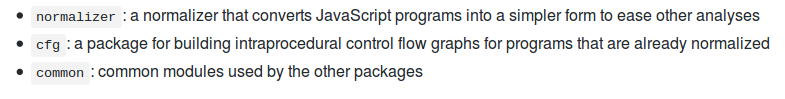 • normalizer : a normalizer that converts JavaScript programs into a simpler form to ease other analyses
• cfg : a package for building intraprocedural control flow graphs for programs that are already normalized
• common : common modules used by the other packages